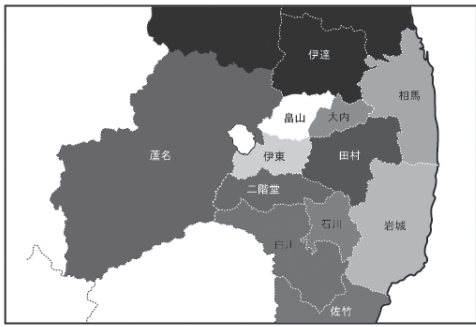 伊達
相馬
畠山
大内
蘆名
伊東
田村
二階堂
石川
岩城
白川
佐竹